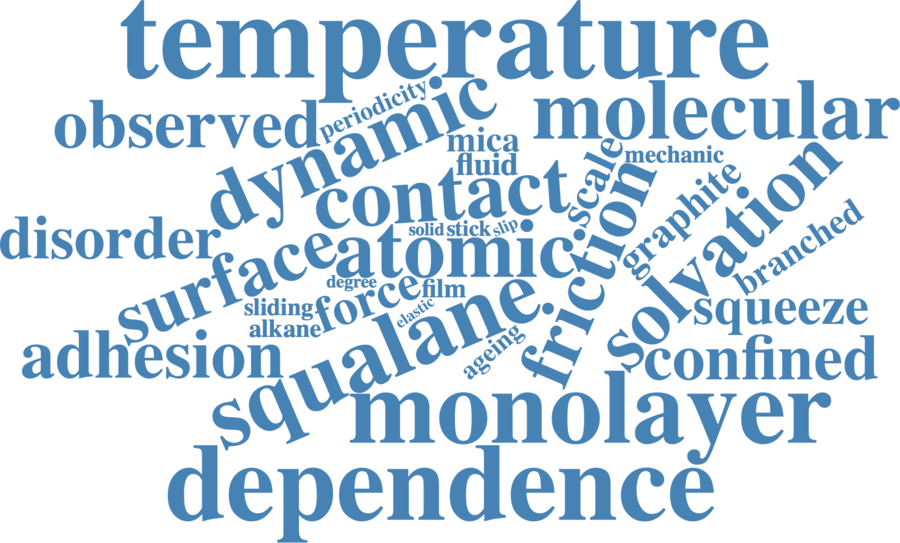 temperature
periodicity
observed
dynamic
molecular
mica
fluid
mechanic
scale
contact
friction
graphite
solvation
branched
disorder
surface
solid
stick
slip
atomic
degree
force
film
sliding
alkane
elastic
squalane
ageing
squeeze
adhesion
confined
monolayer
dependence